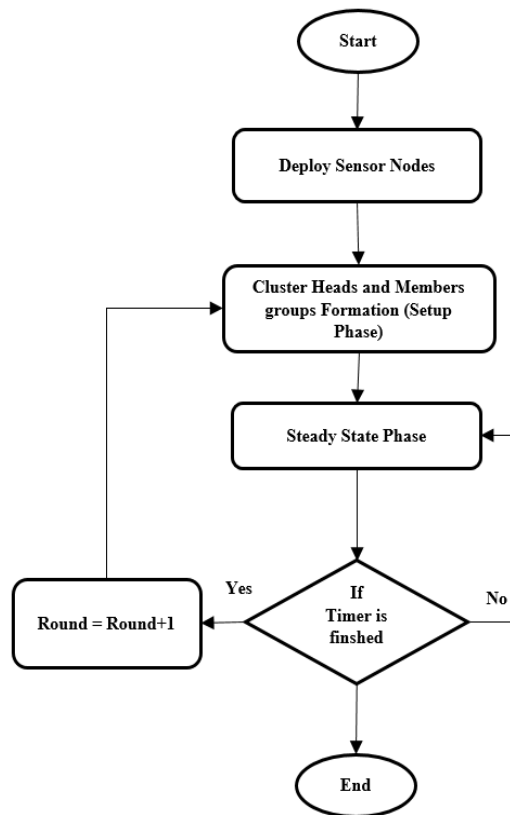 Start
Deploy Sensor Nodes
Cluster Heads and Members
groups Formation (Setup
Phase)
Steady State Phase
If
Timer is
finshed
Yes
No
Round = Round+1
End